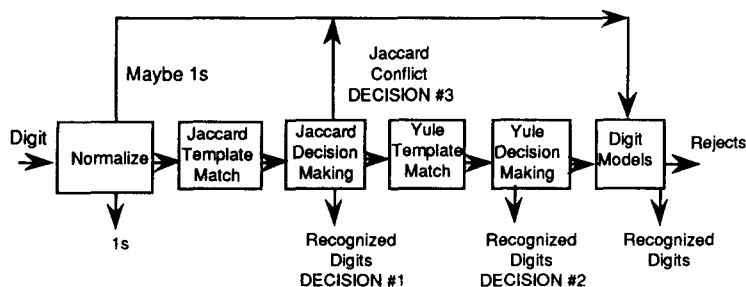 Maybe 1s
Jaccard
Conflict
DECISION #3
Digit
Normalize
Jaccard
Template
Match
Jaccard
Decision
Making
Yule
Template
Match
Yule
Decision
Making
Digit
Models
Rejects
1s
Recognized
Digits
DECISION #1
Recognized
Digits
DECISION #2
Recognized
Digits